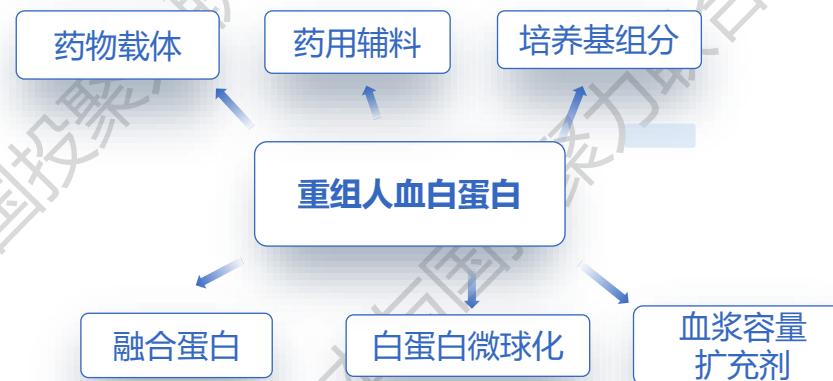 药物载体
药用辅料
培养基组分
重组人血白蛋白
融合蛋白
白蛋白微球化
血浆容量
扩充剂